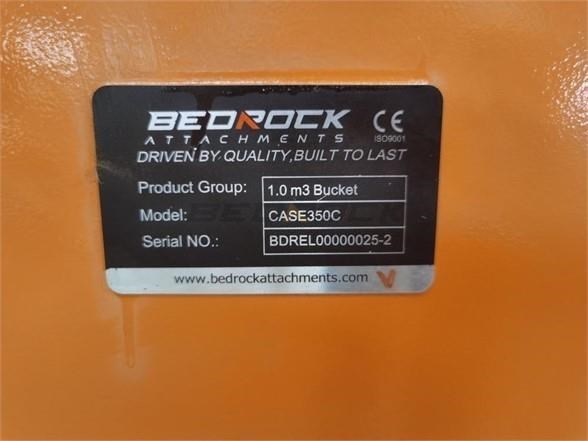 BEDROCK
ATTACHMENTS
CE
ISO9001
DRIVEN BY QUALITY,BUILT TO LAST
Product Group: 1.0 m3 Bucket
Model: CASE350C
Serial NO.: BDREL00000025-2
www.bedrockattachments.com